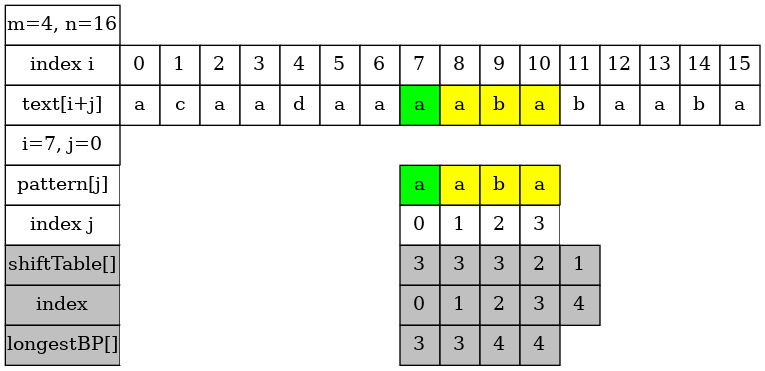 m=4, n=16
index i 0 1 2 3 4 5 6 7 8 9 10 11 12 13 14 15
text[i+j] a c a a d a a a a b a b a a b a
i=7, j=0
pattern[j] a a b a
index j 0 1 2 3
shiftTable[] 3 3 3 2 1
index 0 1 2 3 4
longestBP[] 3 3 4 4